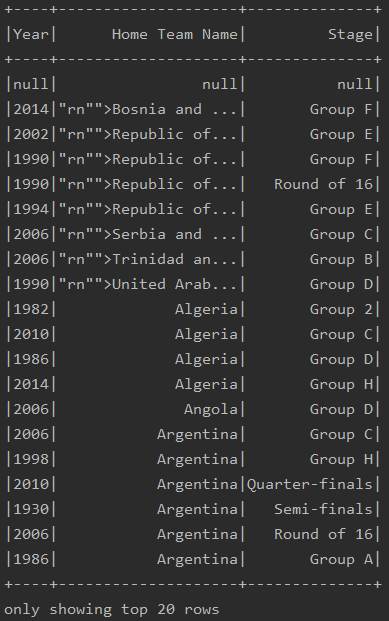 +----+--------------------+--------------+
|Year|      Home Team Name|         Stage|
+----+--------------------+--------------+
|null|                null|          null|
|2014|"rn"">Bosnia and ...|       Group F|
|2002|"rn"">Republic of...|       Group E|
|1990|"rn"">Republic of...|       Group F|
|1990|"rn"">Republic of...|   Round of 16|
|1994|"rn"">Republic of...|       Group E|
|2006|"rn"">Serbia and ...|       Group C|
|2006|"rn"">Trinidad an...|       Group B|
|1990|"rn"">United Arab...|       Group D|
|1982|             Algeria|       Group 2|
|2010|             Algeria|       Group C|
|1986|             Algeria|       Group D|
|2014|             Algeria|       Group H|
|2006|              Angola|       Group D|
|2006|           Argentina|       Group C|
|1998|           Argentina|       Group H|
|2010|           Argentina|Quarter-finals|
|1930|           Argentina|   Semi-finals|
|2006|           Argentina|   Round of 16|
|1986|           Argentina|       Group A|
+----+--------------------+--------------+
only showing top 20 rows